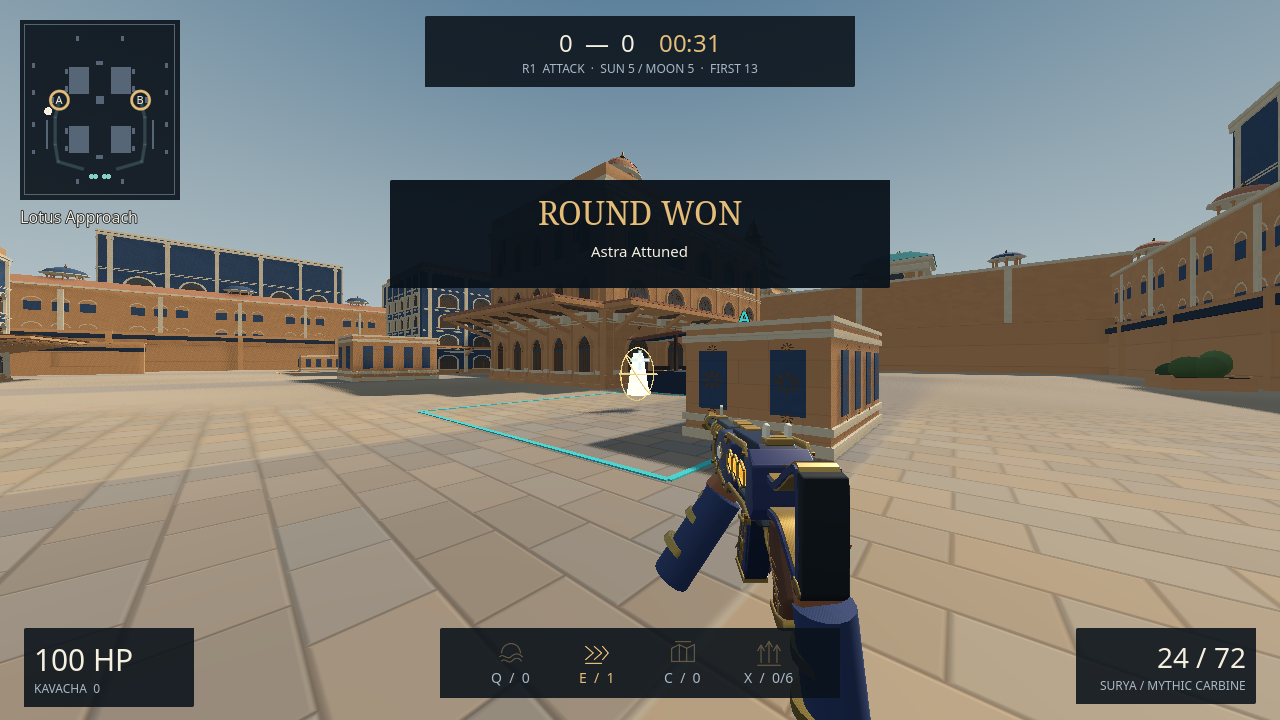 0 — 0 00:31
R1 ATTACK · SUN 5 / MOON 5 · FIRST 13
A
B
Lotus Approach
ROUND WON
Astra Attuned
A
100 HP
KAVACHA 0
Q / 0
E / 1
C / 0
X / 0/6
24 / 72
SURYA / MYTHIC CARBINE